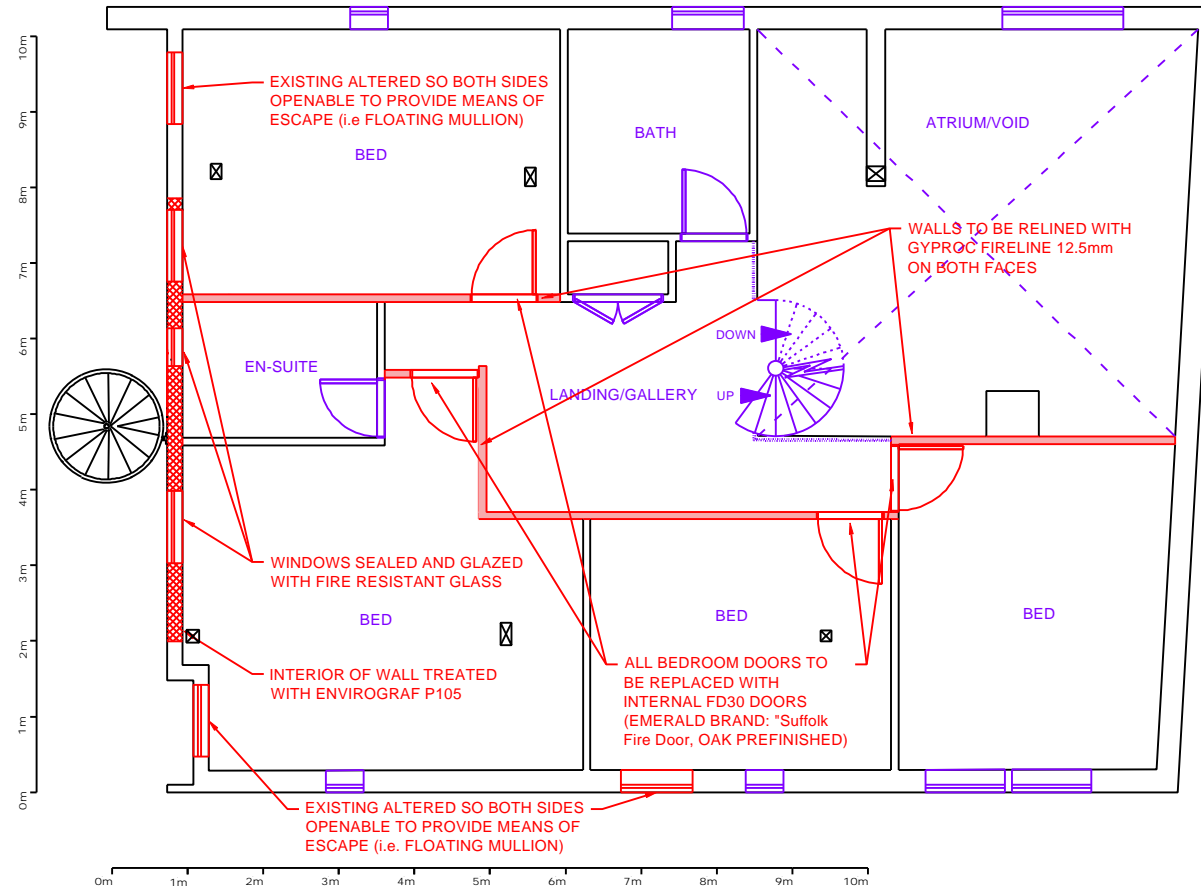 EXISTING ALTERED SO BOTH SIDES
OPENABLE TO PROVIDE MEANS OF
ESCAPE (i.e FLOATING MULLION)
BED
BATH
ATRIUM/VOID
WALLS TO BE RELINED WITH
GYPROC FIRELINE 12.5mm
ON BOTH FACES
EN-SUITE
DOWN
LANDING/GALLERY
UP
WINDOWS SEALED AND GLAZED
WITH FIRE RESISTANT GLASS
BED
BED
BED
INTERIOR OF WALL TREATED
WITH ENVIROGRAF P105
ALL BEDROOM DOORS TO
BE REPLACED WITH
INTERNAL FD30 DOORS
(EMERALD BRAND: "Suffolk
Fire Door, OAK PREFINISHED)
EXISTING ALTERED SO BOTH SIDES
OPENABLE TO PROVIDE MEANS OF
ESCAPE (i.e. FLOATING MULLION)
10m
9m
8m
7m
6m
5m
4m
3m
2m
1m
0m
0m 1m 2m 3m 4m 5m 6m 7m 8m 9m 10m